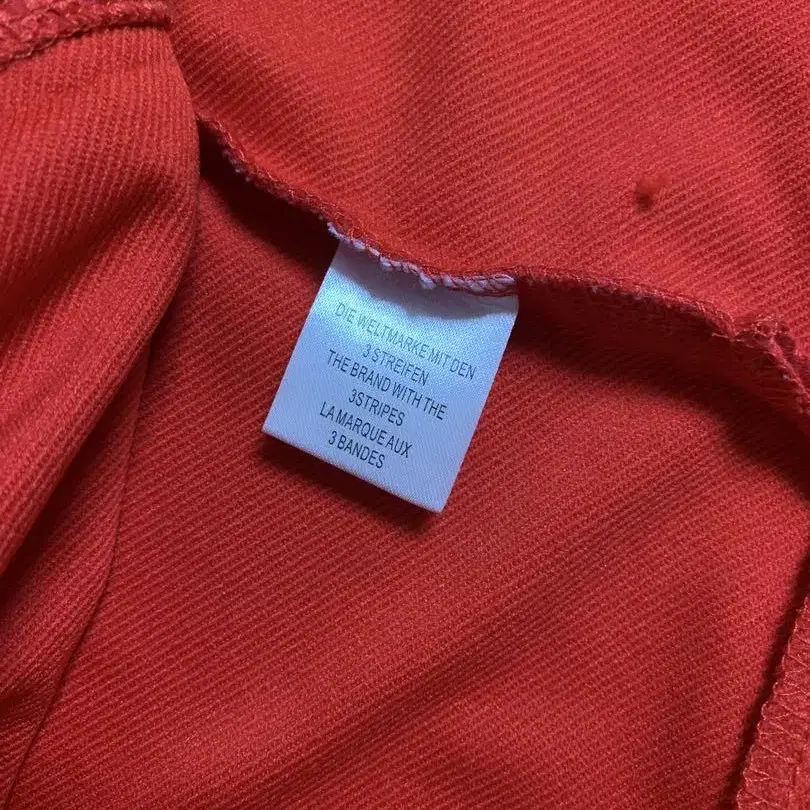 DIE WELTMARKE MIT DEN
3 STREIFEN
THE BRAND WITH THE
3STRIPES
LA MARQUE AUX
3 BANDES